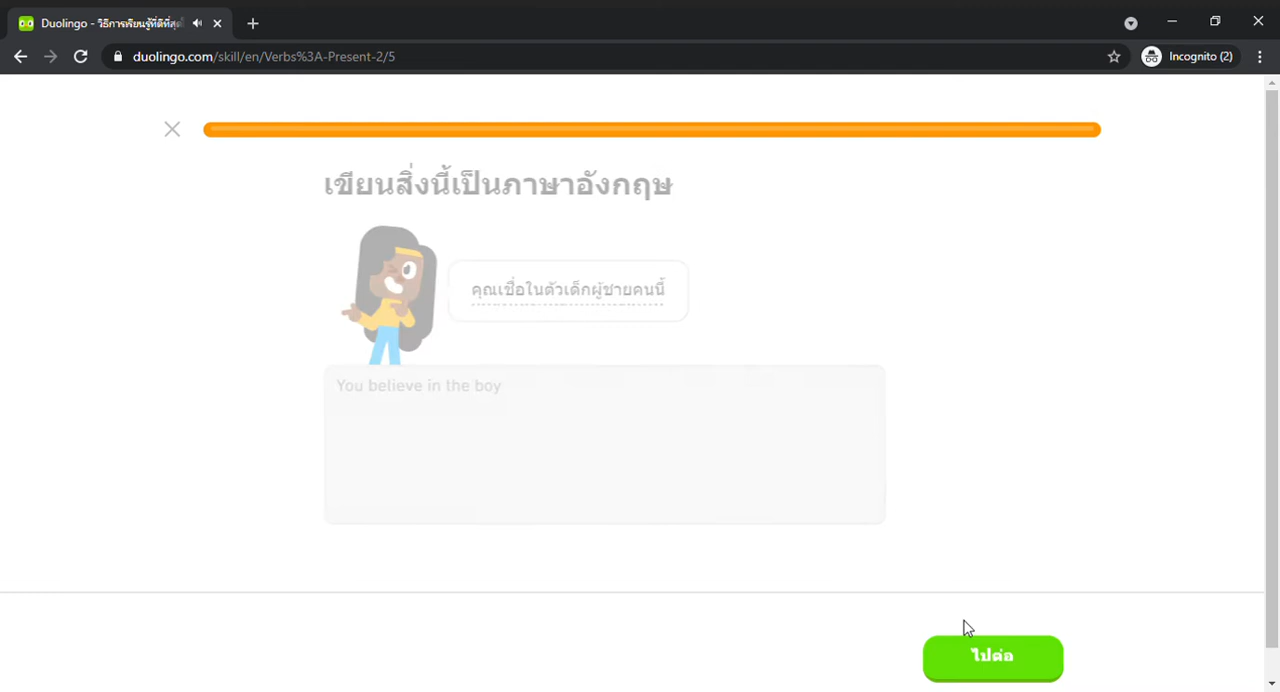 Duolingo - วิธีการเรียนรู้ที่ดีที่สุด
duolingo.com/skill/en/Verbs%3A-Present-2/5
Incognito (2)
เขียนสิ่งนี้เป็นภาษาอังกฤษ
คุณเชื่อในตัวเด็กผู้ชายคนนี้
You believe in the boy
ไปต่อ